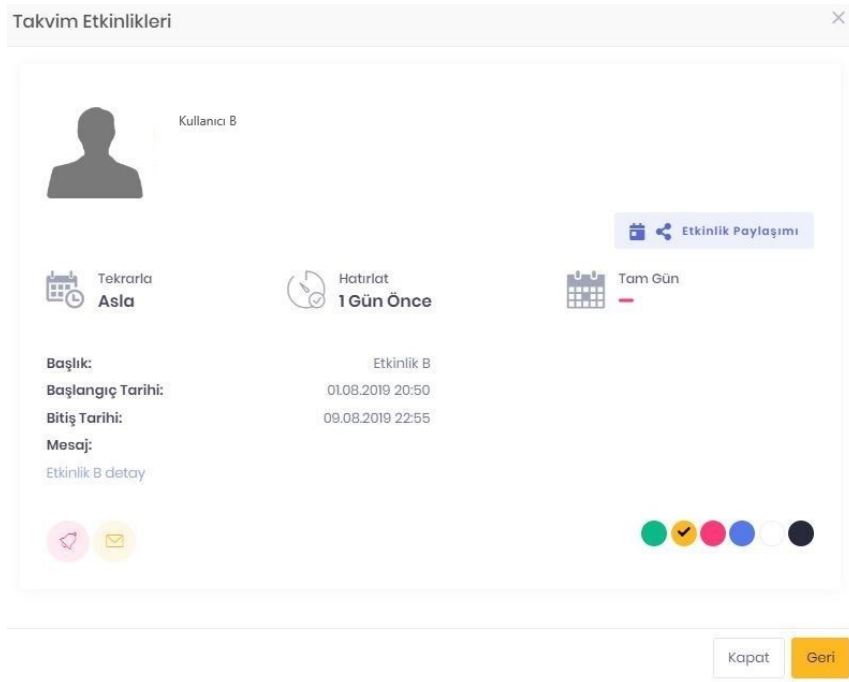 Takvim Etkinlikleri
Kullanıcı B
Etkinlik Paylaşımı
Tekrarla
Asla
Hatırlat
1 Gün Önce
Tam Gün
Başlık: Etkinlik B
Başlangıç Tarihi: 01.08.2019 20:50
Bitiş Tarihi: 09.08.2019 22:55
Mesaj:
Etkinlik B detay
Kapat
Geri